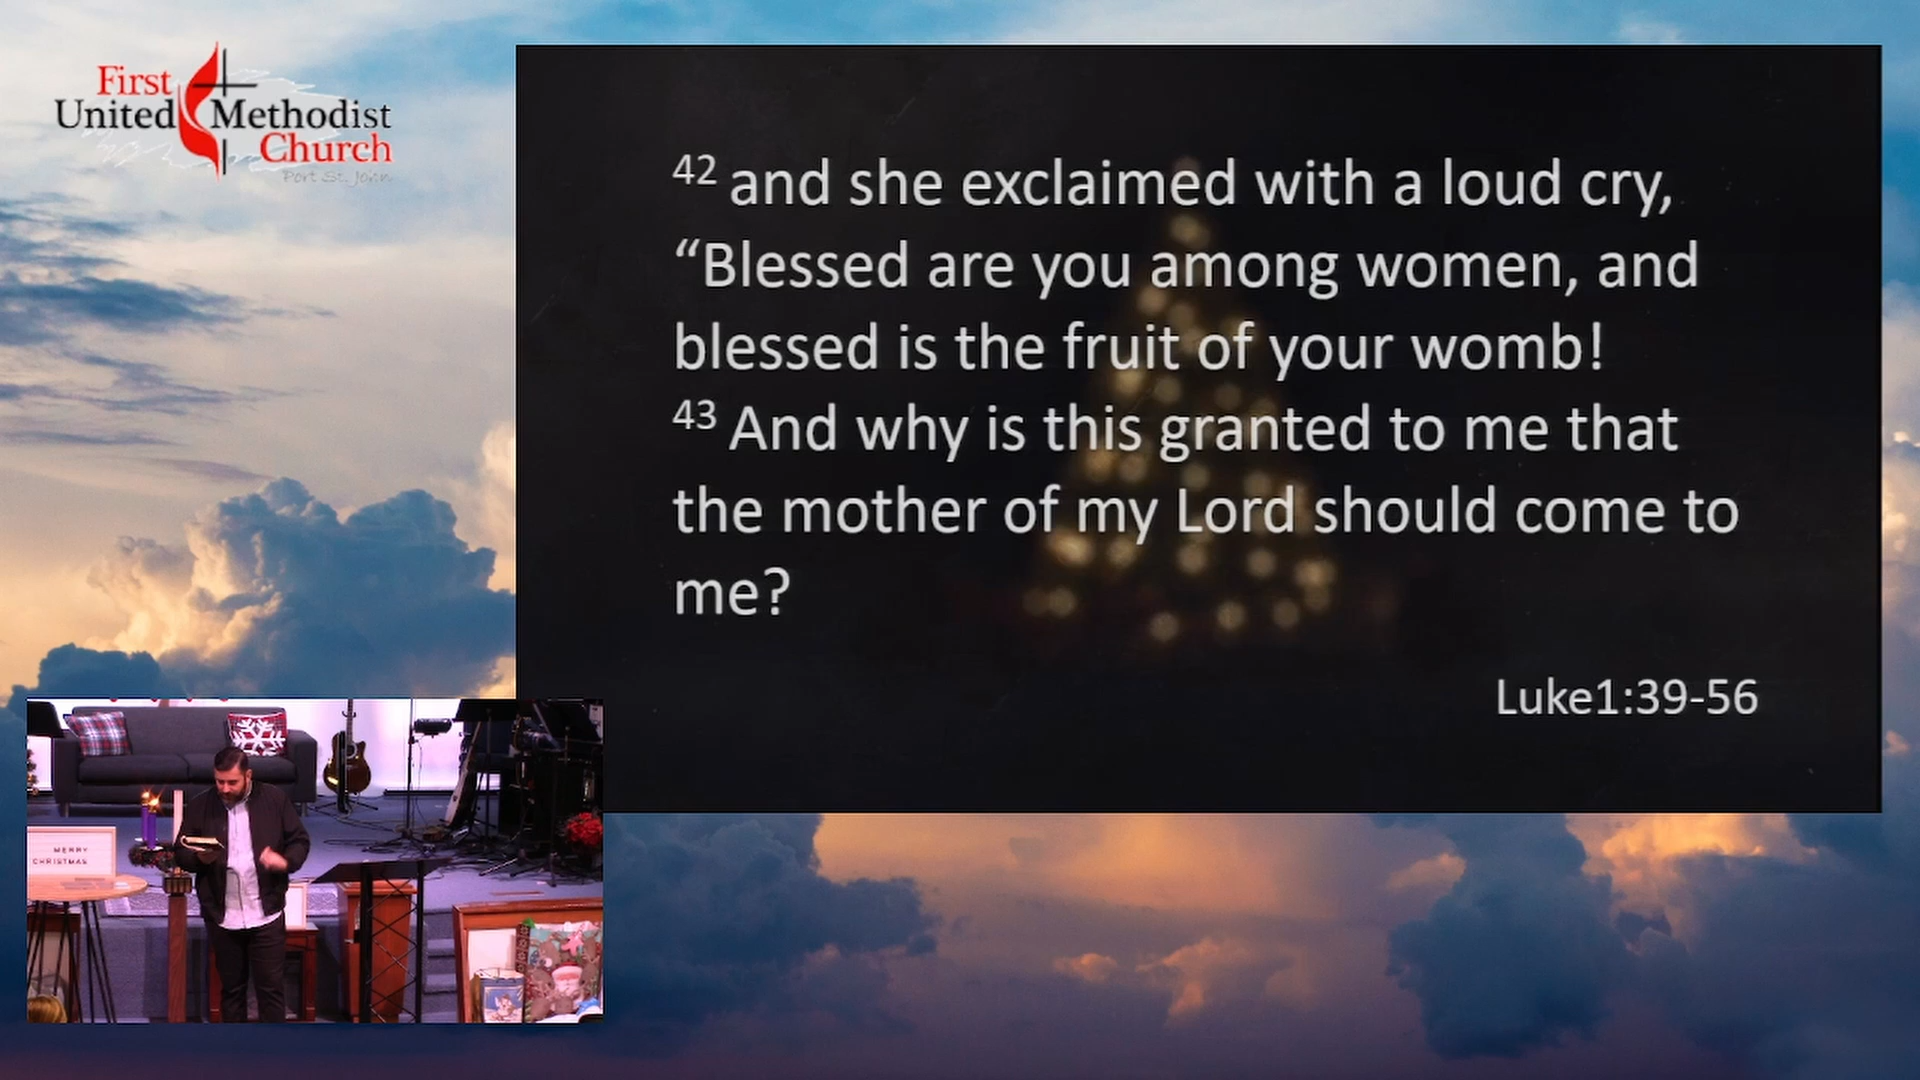 First
United Methodist
Church
Port St. John
42 and she exclaimed with a loud cry,
“Blessed are you among women, and
blessed is the fruit of your womb!
43 And why is this granted to me that
the mother of my Lord should come to
me?
Luke1:39-56
MERRY
CHRISTMAS